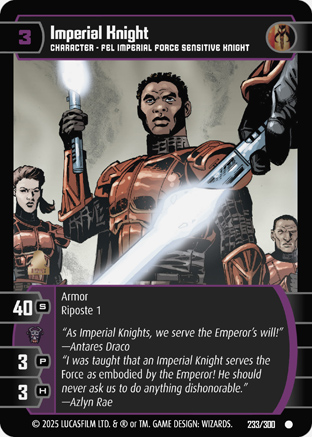 3
Imperial Knight
CHARACTER - FEL IMPERIAL FORCE SENSITIVE KNIGHT
40 S
Armor
Riposte 1
"As Imperial Knights, we serve the Emperor's will!"
—Antares Draco
3 P
"I was taught that an Imperial Knight serves the
Force as embodied by the Emperor! He should
3 H
never ask us to do anything dishonorable."
—Azlyn Rae
© 2025 LUCASFILM LTD. & ® or TM. GAME DESIGN: WIZARDS.
233/300